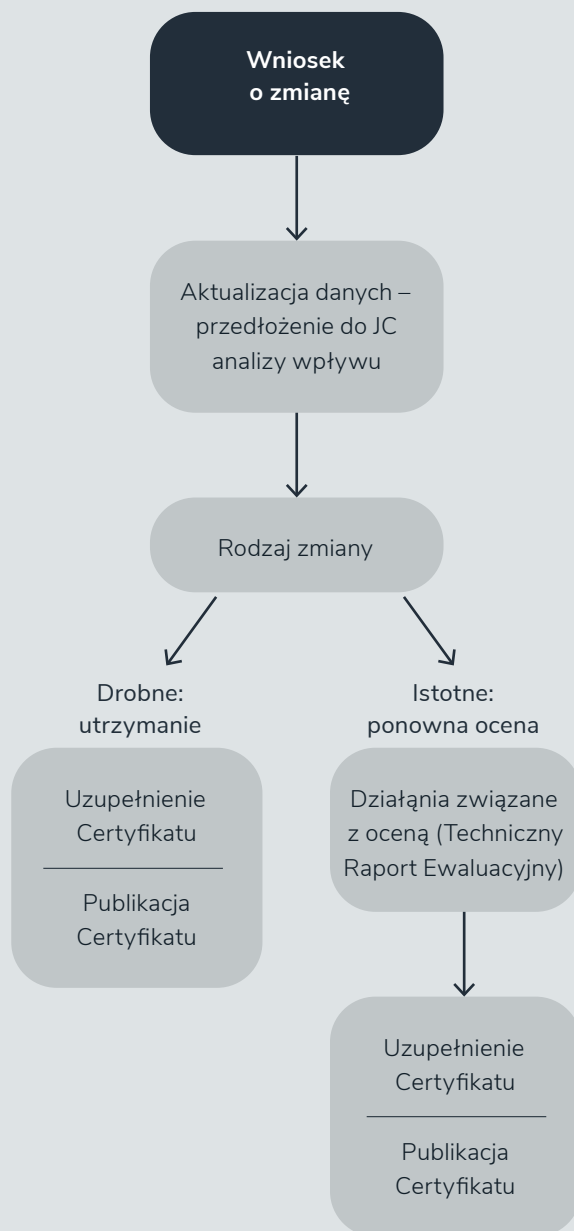 Wniosek
o zmianę
Aktualizacja danych –
przedłożenie do JC
analizy wpływu
Rodzaj zmiany
Drobne:
utrzymanie
Uzupełnienie
Certyfikatu
Publikacja
Certyfikatu
Istotne:
ponowna ocena
Działąnia związane
z oceną (Techniczny
Raport Ewaluacyjny)
Uzupełnienie
Certyfikatu
Publikacja
Certyfikatu